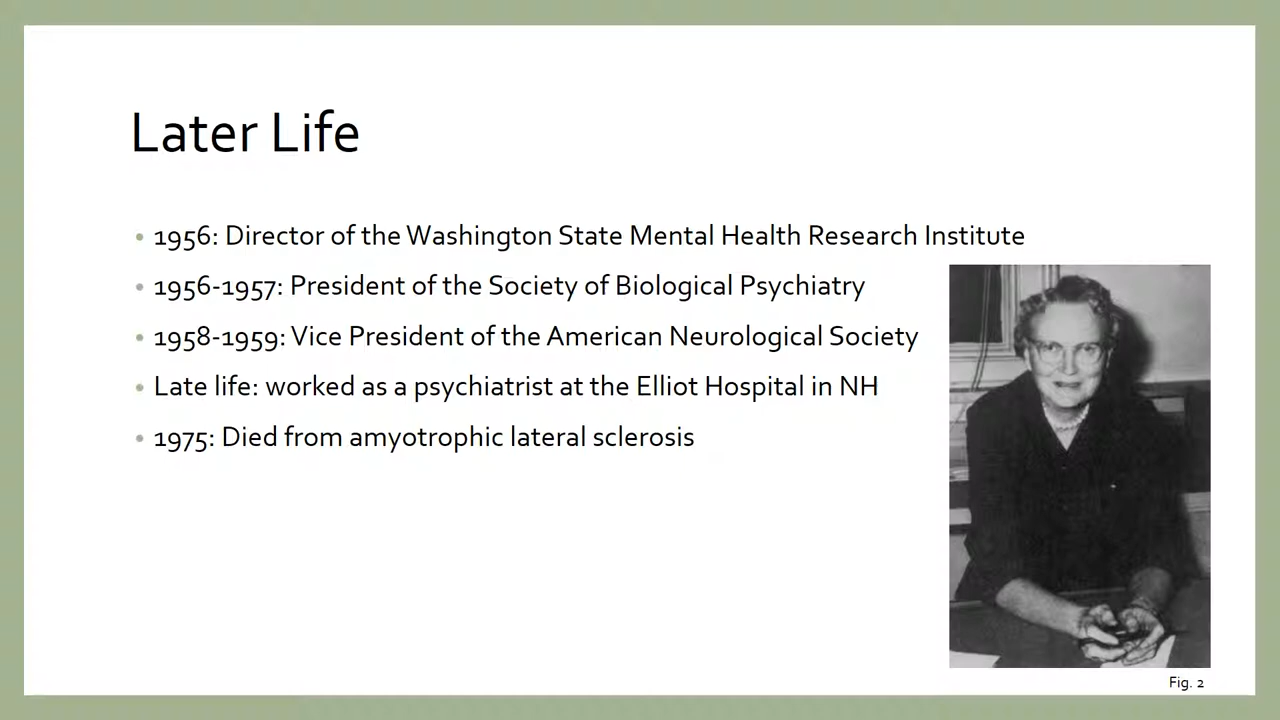 Later Life
• 1956: Director of the Washington State Mental Health Research Institute
• 1956-1957: President of the Society of Biological Psychiatry
• 1958-1959: Vice President of the American Neurological Society
• Late life: worked as a psychiatrist at the Elliot Hospital in NH
• 1975: Died from amyotrophic lateral sclerosis
Fig. 2